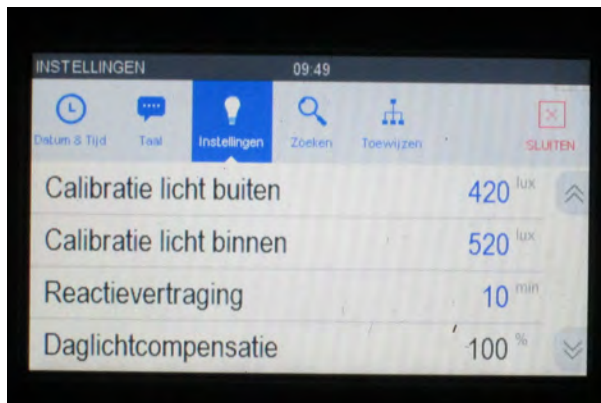 INSTELLINGEN 09:49
Datum & Tijd Taal Instellingen Zoeken Toewijzen SLUITEN
Calibratie licht buiten 420 lux
Calibratie licht binnen 520 lux
Reactievertraging 10 min
Daglichtcompensatie 100 %